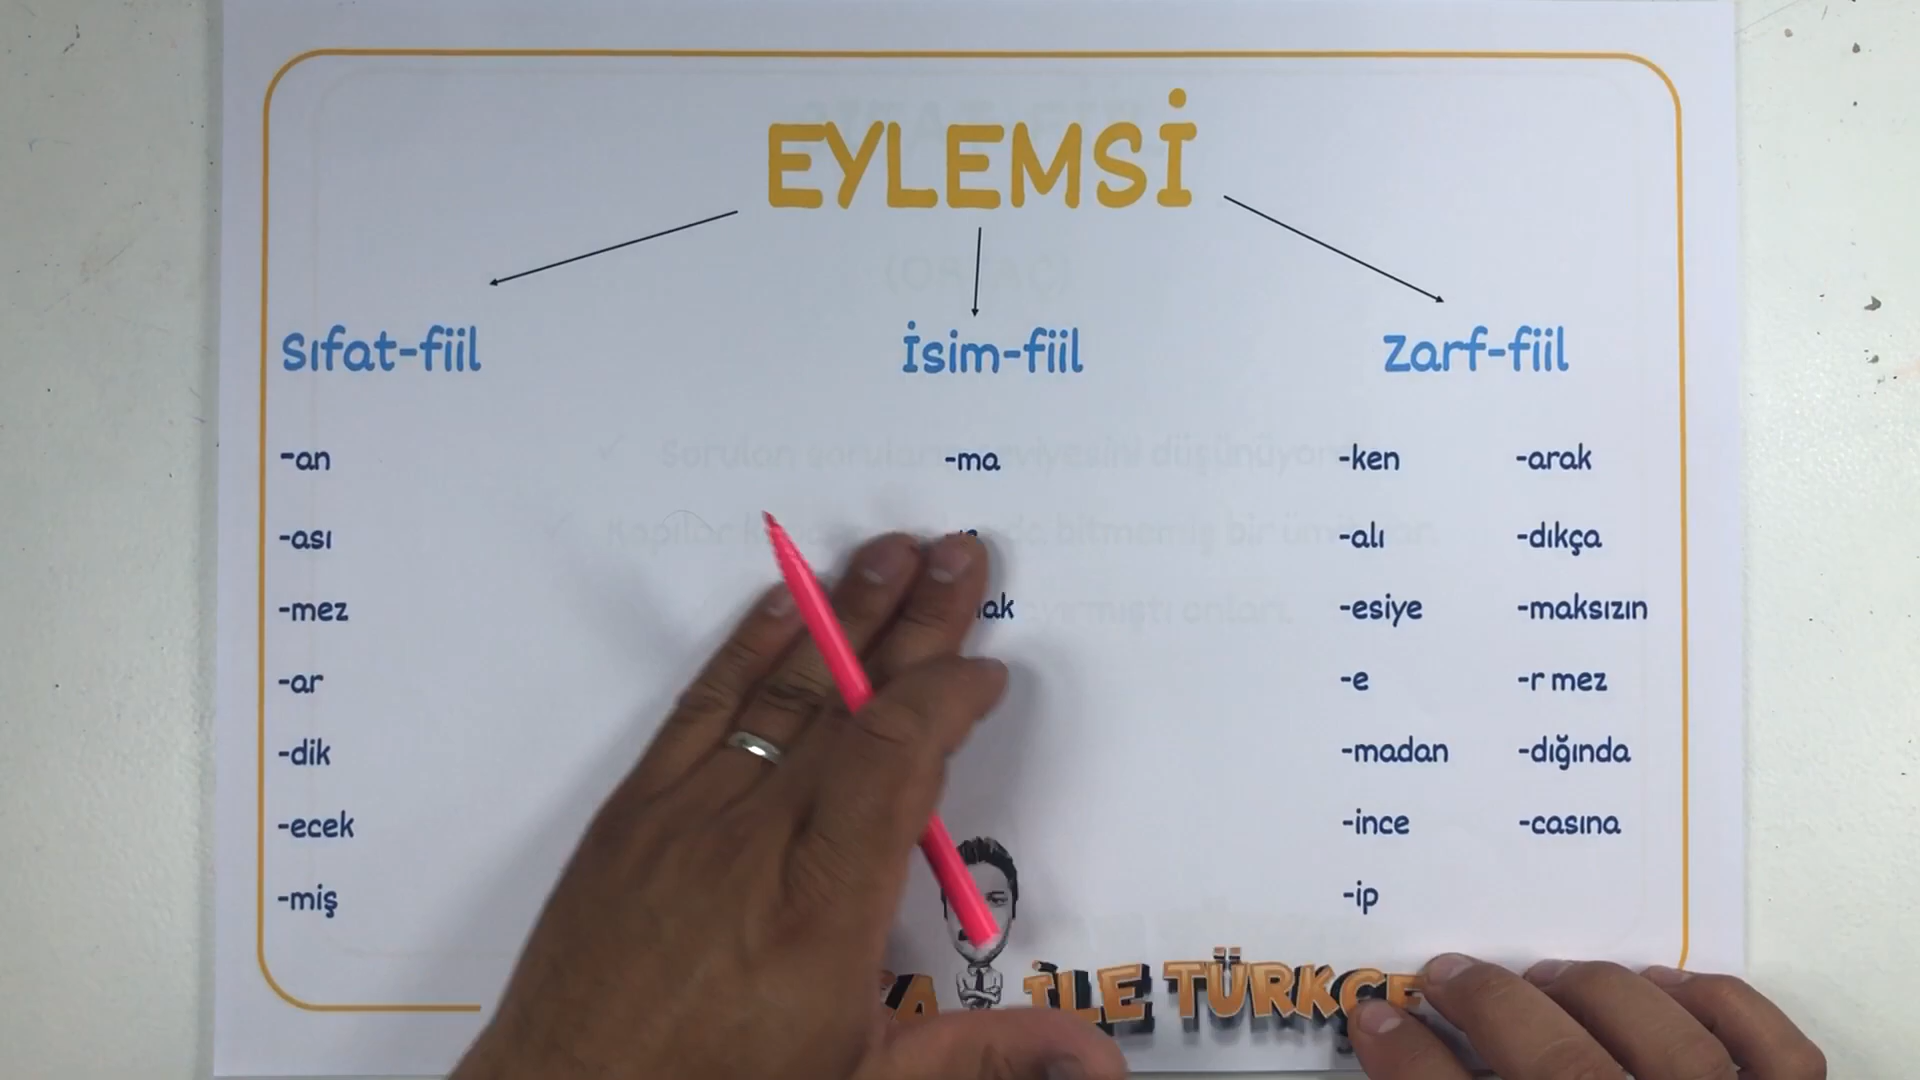 EYLEMSİ
Sıfat-fiil
-an
-ası
-mez
-ar
-dik
-ecek
-miş
İsim-fiil
-ma
Zarf-fiil
-ken
-alı
-esiye
-e
-madan
-ince
-ip
-arak
-dıkça
-maksızın
-r mez
-dığında
-casına
İLE TÜRKÇE